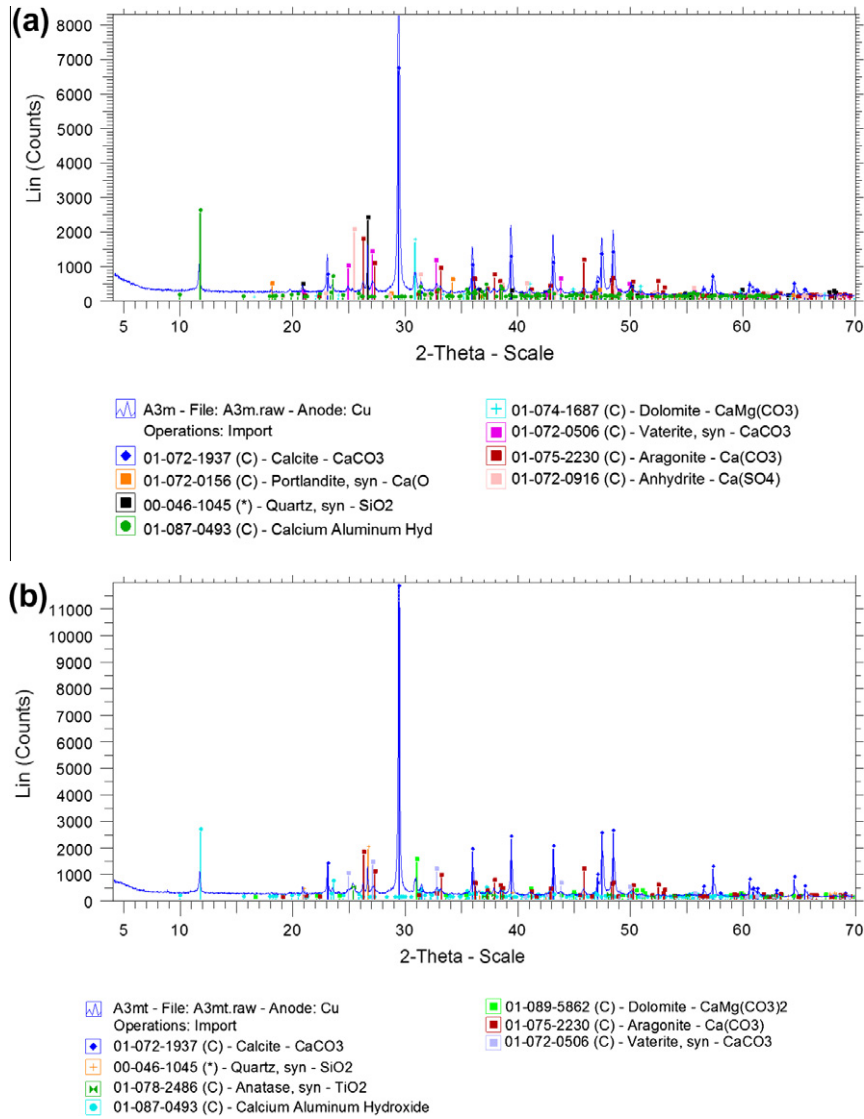 (a)
8000
7000
6000
5000
4000
3000
2000
1000
0
Lin (Counts)
5 10 20 30 40 50 60 70
2-Theta - Scale
A3m - File: A3m.raw - Anode: Cu
Operations: Import
01-072-1937 (C) - Calcite - CaCO3
01-072-0156 (C) - Portlandite, syn - Ca(O
00-046-1045 (*) - Quartz, syn - SiO2
01-087-0493 (C) - Calcium Aluminum Hyd
01-074-1687 (C) - Dolomite - CaMg(CO3)
01-072-0506 (C) - Vaterite, syn - CaCO3
01-075-2230 (C) - Aragonite - Ca(CO3)
01-072-0916 (C) - Anhydrite - Ca(SO4)
(b)
11000
10000
9000
8000
7000
6000
5000
4000
3000
2000
1000
0
Lin (Counts)
5 10 20 30 40 50 60 70
2-Theta - Scale
A3mt - File: A3mt.raw - Anode: Cu
Operations: Import
01-072-1937 (C) - Calcite - CaCO3
00-046-1045 (*) - Quartz, syn - SiO2
01-078-2486 (C) - Anatase, syn - TiO2
01-087-0493 (C) - Calcium Aluminum Hydroxide
01-089-5862 (C) - Dolomite - CaMg(CO3)2
01-075-2230 (C) - Aragonite - Ca(CO3)
01-072-0506 (C) - Vaterite, syn - CaCO3